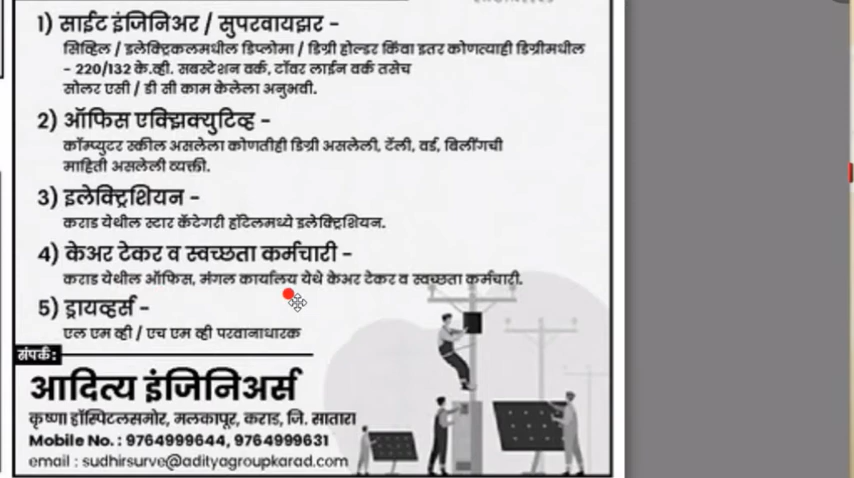 1) साईट इंजिनिअर / सुपरवायझर -
सिव्हिल / इलेक्ट्रिकलमधील डिप्लोमा / डिग्री होल्डर किंवा इतर कोणत्याही डिग्रीमधील
- 220/132 के.व्ही. सबस्टेशन वर्क, टॉवर लाईन वर्क तसेच
सोलर एसी / डी सी काम केलेला अनुभवी.
2) ऑफिस एक्झिक्युटिव्ह -
कॉम्प्युटर स्कील असलेला कोणतीही डिग्री असलेली, टॅली, वर्ड, बिलींगची
माहिती असलेली व्यक्ती.
3) इलेक्ट्रिशियन -
कराड येथील स्टार कॅटेगरी हॉटेलमध्ये इलेक्ट्रिशियन.
4) केअर टेकर व स्वच्छता कर्मचारी -
कराड येथील ऑफिस, मंगल कार्यालय येथे केअर टेकर व स्वच्छता कर्मचारी.
5) ड्रायव्हर्स -
एल एम व्ही / एच एम व्ही परवानाधारक
संपर्क:
आदित्य इंजिनिअर्स
कृष्णा हॉस्पिटलसमोर, मलकापूर, कराड, जि. सातारा
Mobile No. : 9764999644, 9764999631
email : sudhirsurve@adityagroupkarad.com